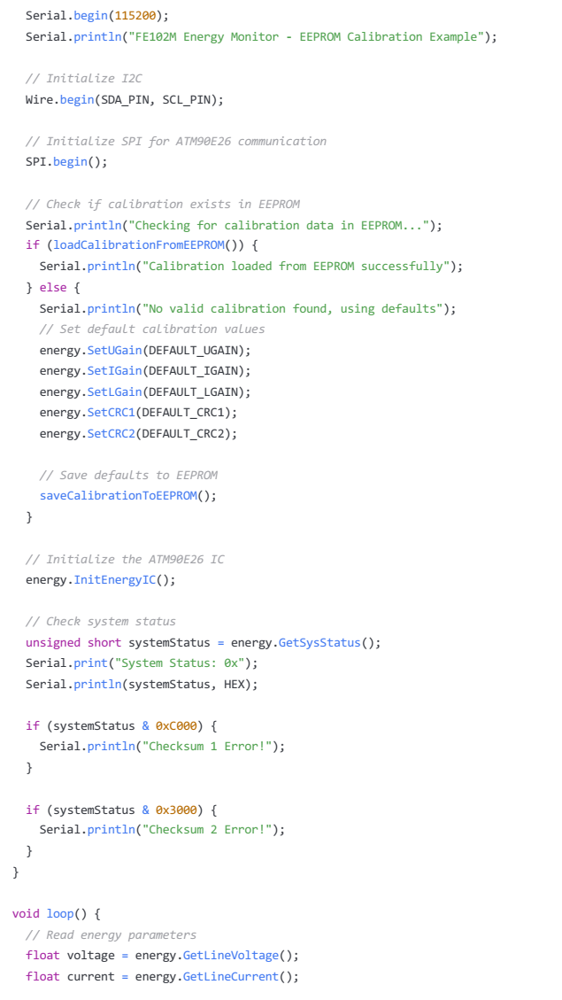 Serial.begin(115200);
Serial.println("FE102M Energy Monitor - EEPROM Calibration Example");
// Initialize I2C
Wire.begin(SDA_PIN, SCL_PIN);
// Initialize SPI for ATM90E26 communication
SPI.begin();
// Check if calibration exists in EEPROM
Serial.println("Checking for calibration data in EEPROM...");
if (loadCalibrationFromEEPROM()) {
Serial.println("Calibration loaded from EEPROM successfully");
} else {
Serial.println("No valid calibration found, using defaults");
// Set default calibration values
energy.SetUGain(DEFAULT_UGAIN);
energy.SetIGain(DEFAULT_IGAIN);
energy.SetLGain(DEFAULT_LGAIN);
energy.SetCRC1(DEFAULT_CRC1);
energy.SetCRC2(DEFAULT_CRC2);
// Save defaults to EEPROM
saveCalibrationToEEPROM();
}
// Initialize the ATM90E26 IC
energy.InitEnergyIC();
// Check system status
unsigned short systemStatus = energy.GetSysStatus();
Serial.print("System Status: 0x");
Serial.println(systemStatus, HEX);
if (systemStatus & 0xC000) {
Serial.println("Checksum 1 Error!");
}
if (systemStatus & 0x3000) {
Serial.println("Checksum 2 Error!");
}
}
void loop() {
// Read energy parameters
float voltage = energy.GetLineVoltage();
float current = energy.GetLineCurrent();